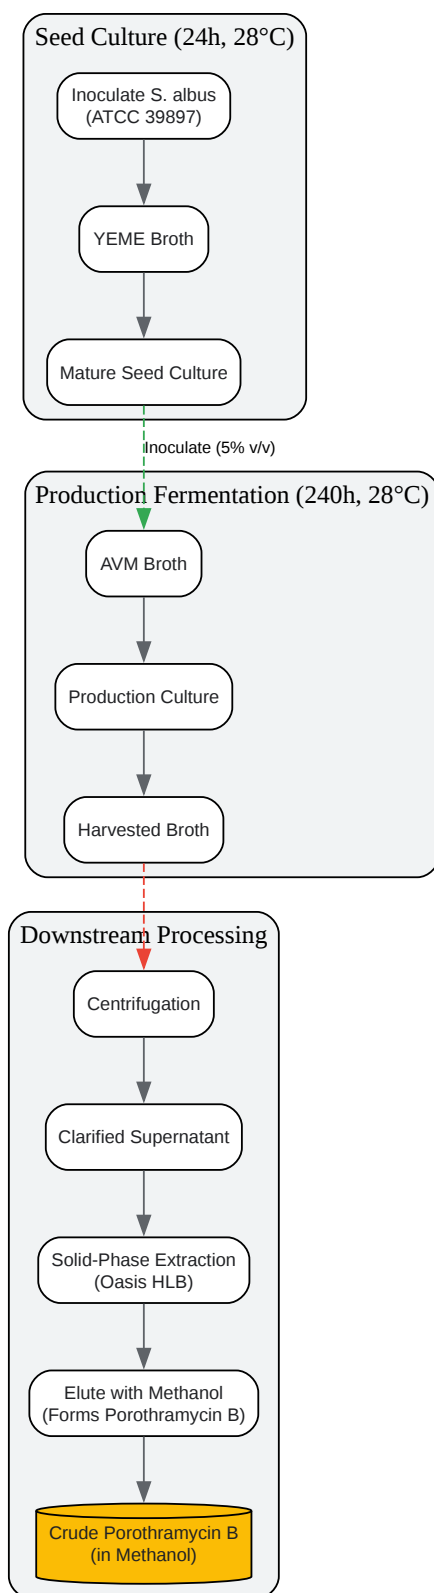 Seed Culture (24h, 28°C)
Inoculate S. albus
(ATCC 39897)
YEME Broth
Mature Seed Culture
Inoculate (5% v/v)
Production Fermentation (240h, 28°C)
AVM Broth
Production Culture
Harvested Broth
Downstream Processing
Centrifugation
Clarified Supernatant
Solid-Phase Extraction
(Oasis HLB)
Elute with Methanol
(Forms Porothramycin B)
Crude Porothramycin B
(in Methanol)